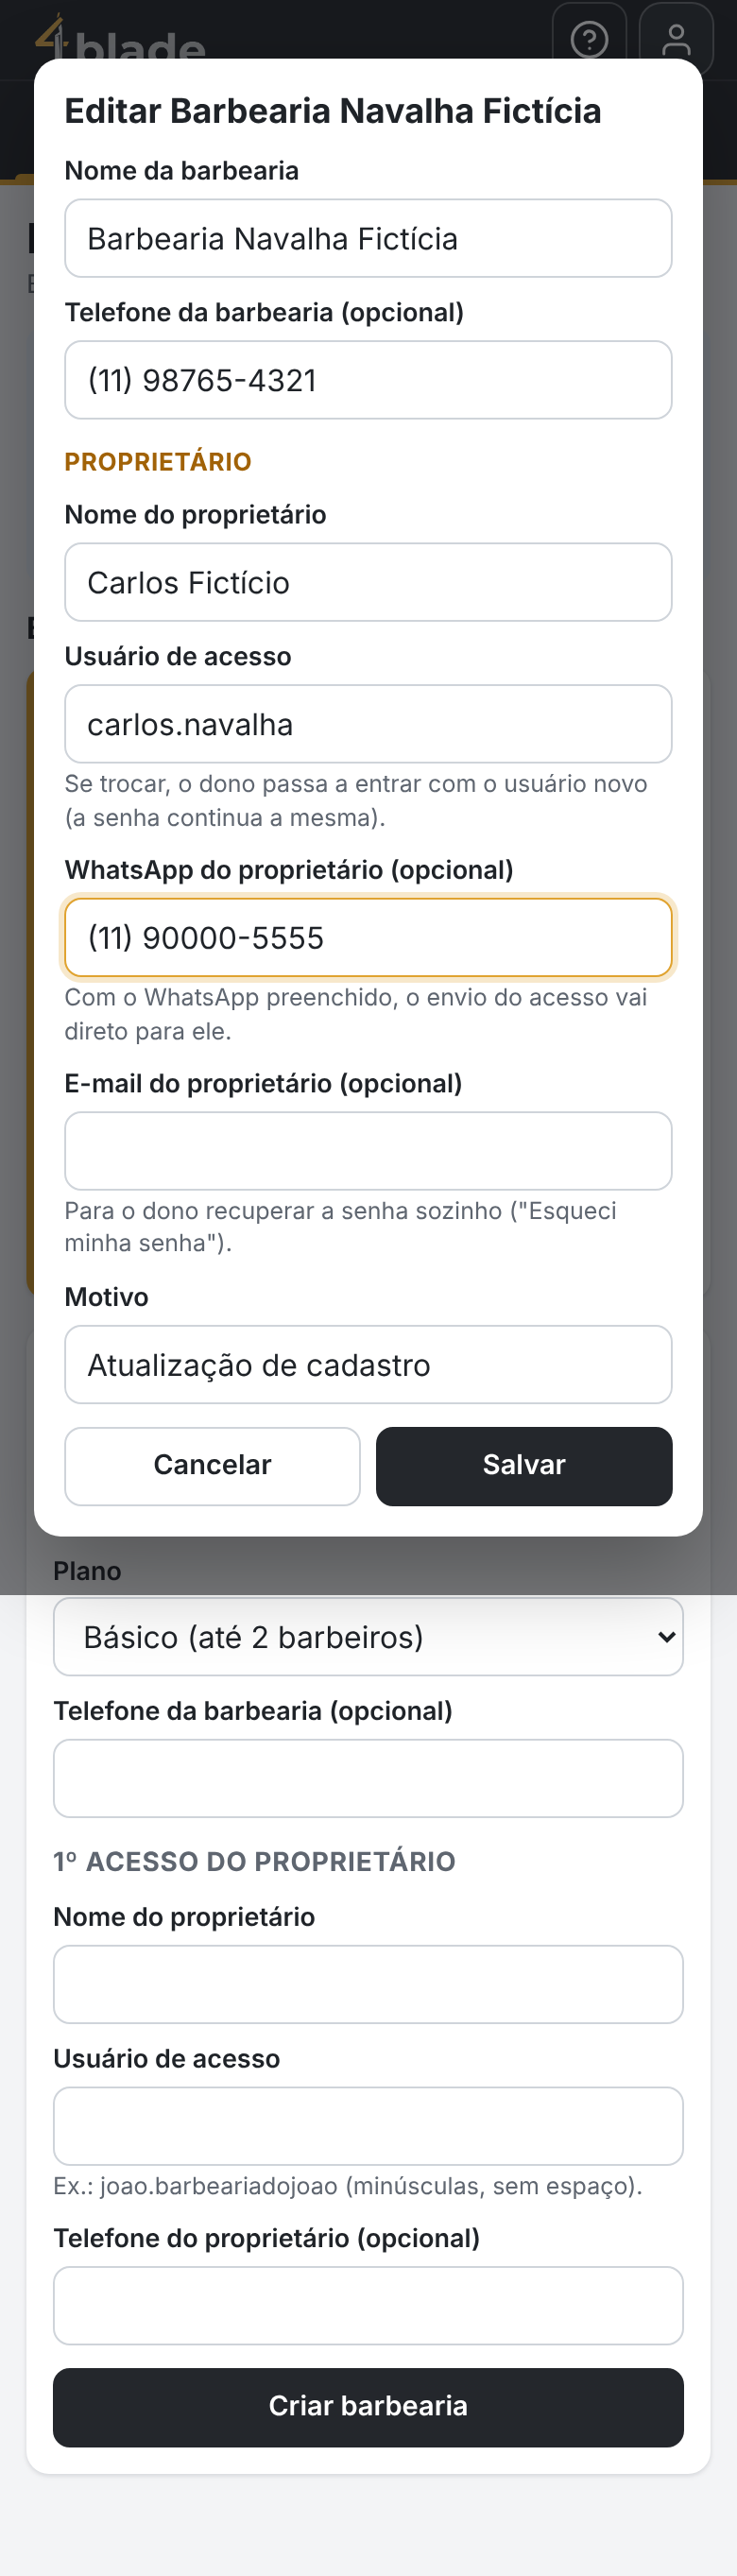 4blade
Editar Barbearia Navalha Fictícia
Nome da barbearia
Barbearia Navalha Fictícia
Telefone da barbearia (opcional)
(11) 98765-4321
PROPRIETÁRIO
Nome do proprietário
Carlos Fictício
Usuário de acesso
carlos.navalha
Se trocar, o dono passa a entrar com o usuário novo
(a senha continua a mesma).
WhatsApp do proprietário (opcional)
(11) 90000-5555
Com o WhatsApp preenchido, o envio do acesso vai
direto para ele.
E-mail do proprietário (opcional)
Para o dono recuperar a senha sozinho ("Esqueci
minha senha").
Motivo
Atualização de cadastro
Cancelar
Salvar
Plano
Básico (até 2 barbeiros)
Telefone da barbearia (opcional)
1º ACESSO DO PROPRIETÁRIO
Nome do proprietário
Usuário de acesso
Ex.: joao.barbeariadojoao (minúsculas, sem espaço).
Telefone do proprietário (opcional)
Criar barbearia